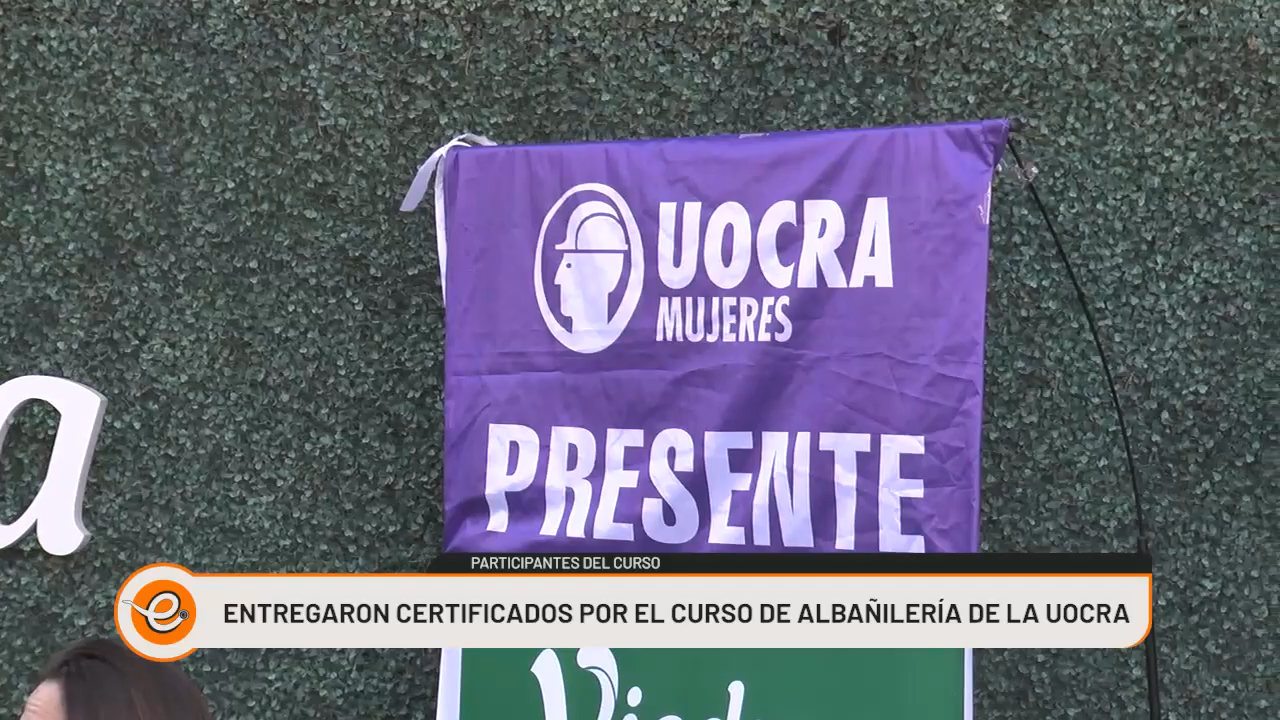 UOCRA
MUJERES
PRESENTE
a
PARTICIPANTES DEL CURSO
e
ENTREGARON CERTIFICADOS POR EL CURSO DE ALBAÑILERÍA DE LA UOCRA